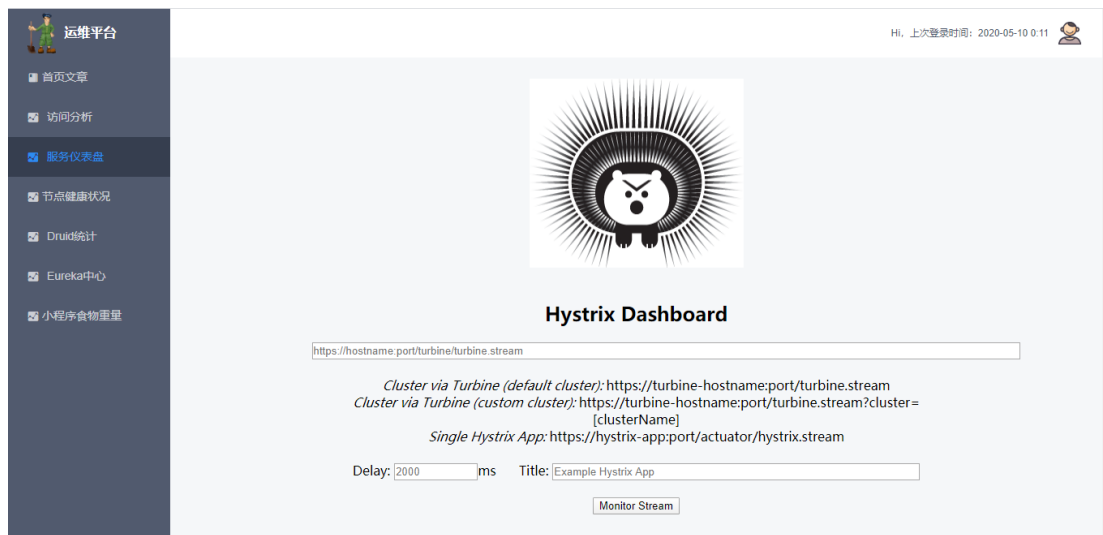 运维平台
Hi, 上次登录时间：2020-05-10 0:11
首页文章
访问分析
服务仪表盘
节点健康状况
Druid统计
Eureka中心
小程序食物重量
Hystrix Dashboard
https://hostname:port/turbine/turbine.stream
Cluster via Turbine (default cluster): https://turbine-hostname:port/turbine.stream
Cluster via Turbine (custom cluster): https://turbine-hostname:port/turbine.stream?cluster=
[clusterName]
Single Hystrix App: https://hystrix-app:port/actuator/hystrix.stream
Delay: 2000 ms Title: Example Hystrix App
Monitor Stream